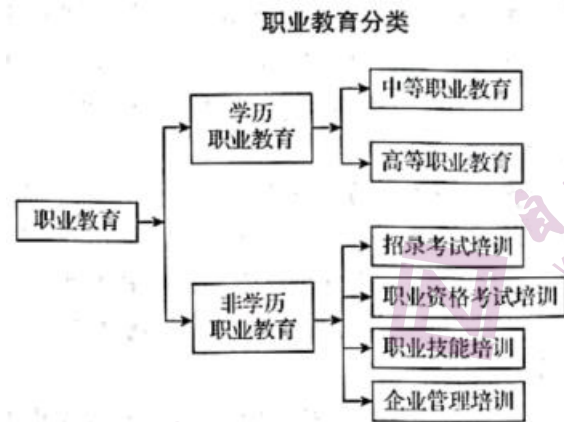 职业教育分类
中等职业教育
学历
职业教育
高等职业教育
职业教育
招录考试培训
职业资格考试培训
非学历
职业教育
职业技能培训
企业管理培训